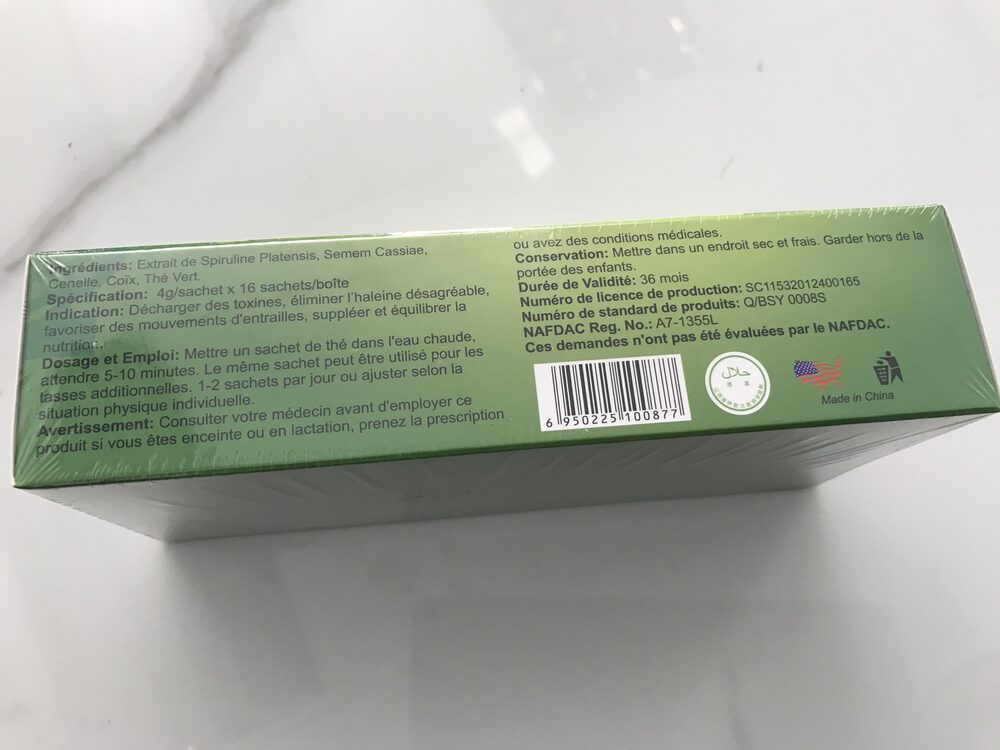 Ingrédients: Extrait de Spiruline Platensis, Semem Cassiae,
Cenelle, Coïx, Thé Vert.
Spécification: 4g/sachet x 16 sachets/boîte
Indication: Décharger des toxines, éliminer l'haleine désagréable,
favoriser des mouvements d'entrailles, suppléer et équilibrer la
nutrition.
Dosage et Emploi: Mettre un sachet de thé dans l'eau chaude,
attendre 5-10 minutes. Le même sachet peut être utilisé pour les
tasses additionnelles. 1-2 sachets par jour ou ajuster selon la
situation physique individuelle.
Avertissement: Consulter votre médecin avant d'employer ce
produit si vous êtes enceinte ou en lactation, prenez la prescription
ou avez des conditions médicales.
Conservation: Mettre dans un endroit sec et frais. Garder hors de la
portée des enfants.
Durée de Validité: 36 mois
Numéro de licence de production: SC11532012400165
Numéro de standard de produits: Q/BSY 0008S
NAFDAC Reg. No.: A7-1355L
Ces demandes n'ont pas été évaluées par le NAFDAC.
6 950225 100877
حلال
清真
Made in China